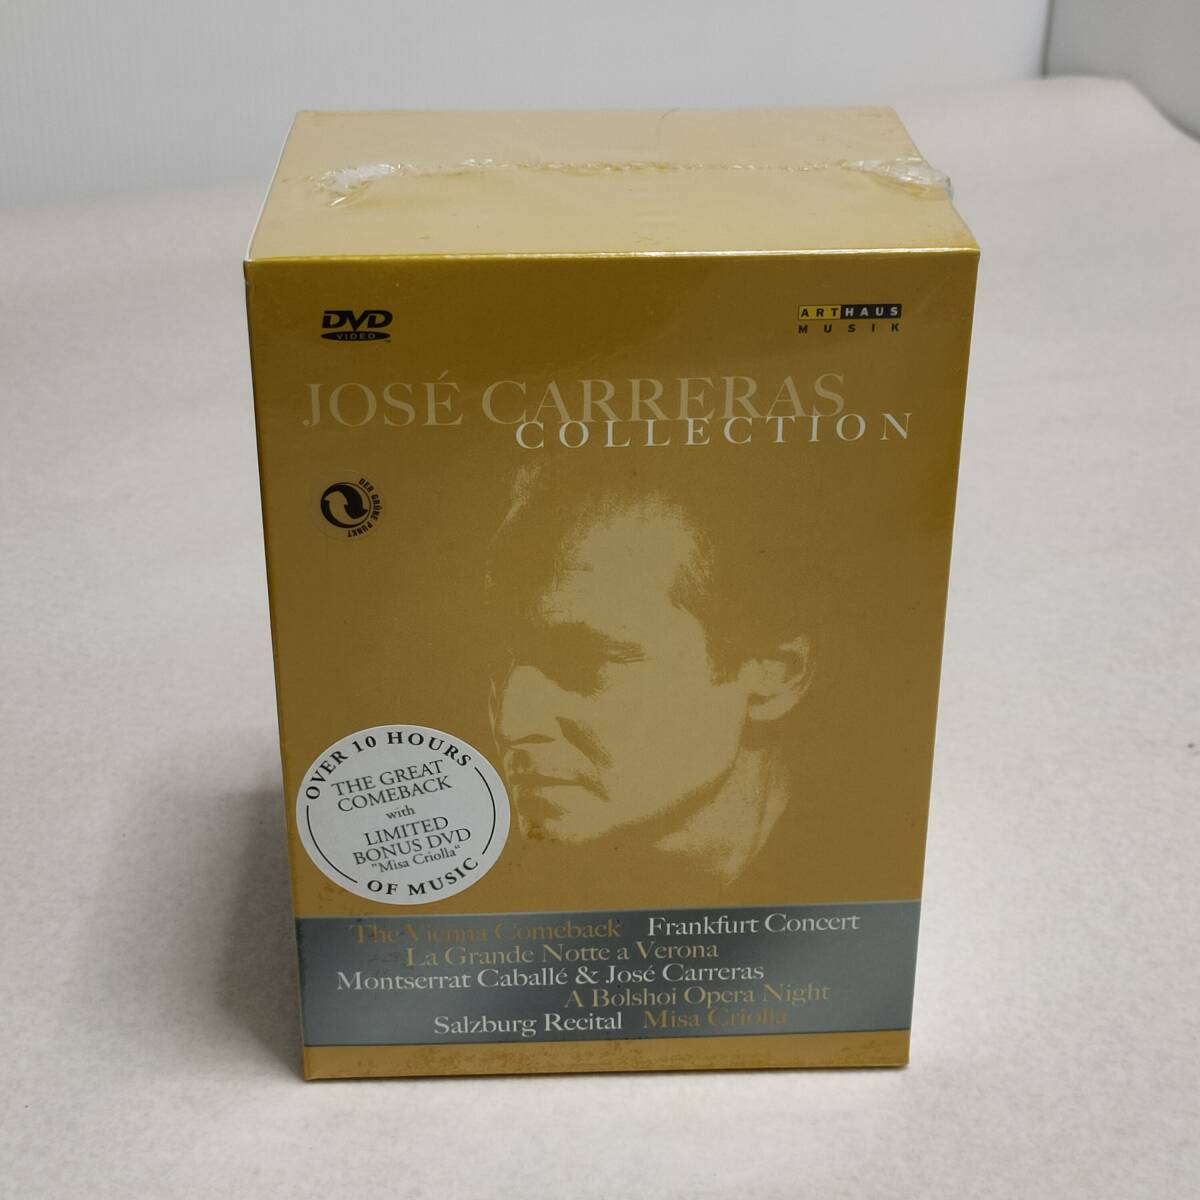 DVD
VIDEO
ARTHAUS
MUSIK
JOSÉ CARRERAS
COLLECTION
DER GRÜNE PUNKT
OVER 10 HOURS
THE GREAT
COMEBACK
with
LIMITED
BONUS DVD
"Misa Criolla"
OF MUSIC
The Vienna Comeback Frankfurt Concert
La Grande Notte a Verona
Montserrat Caballé & José Carreras
A Bolshoi Opera Night
Salzburg Recital Misa Criolla